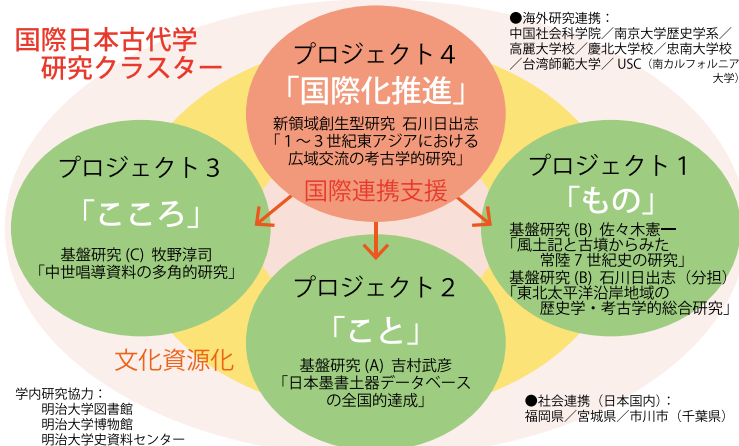 国際日本古代学
研究クラスター
●海外研究連携：
中国社会科学院／南京大学歴史学系／
高麗大学校／慶北大学校／忠南大学校
／台湾師範大学／ USC（南カルフォルニア
大学）
プロジェクト 4
「国際化推進」
新領域創生型研究 石川日出志
「１～３世紀東アジアにおける
広域交流の考古学的研究」
国際連携支援
プロジェクト 3
「こころ」
基盤研究 (C) 牧野淳司
「中世唱導資料の多角的研究」
プロジェクト 1
「もの」
基盤研究 (B) 佐々木憲一
「風土記と古墳からみた
常陸 7 世紀史の研究」
基盤研究 (B) 石川日出志（分担）
「東北太平洋沿岸地域の
歴史学・考古学的総合研究」
プロジェクト 2
「こと」
基盤研究 (A) 吉村武彦
「日本墨書土器データベース
の全国的達成」
文化資源化
学内研究協力：
明治大学図書館
明治大学博物館
明治大学史資料センター
●社会連携（日本国内）：
福岡県／宮城県／市川市（千葉県）